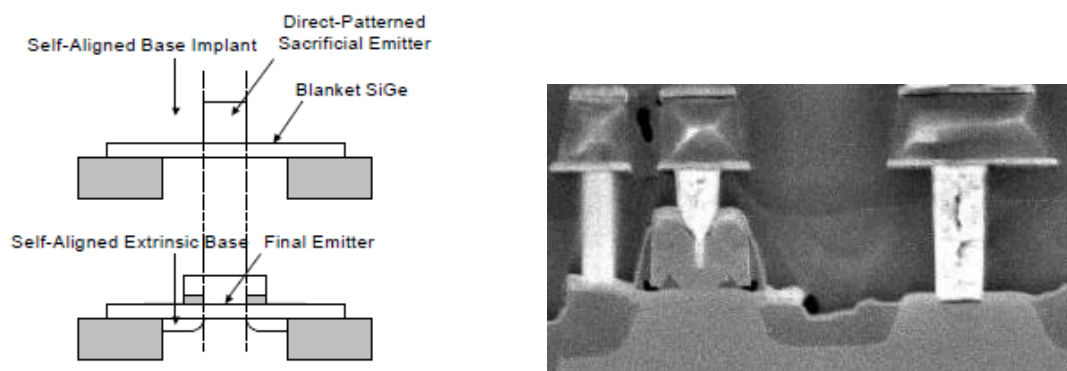 Direct-Patterned
Sacrificial Emitter
Self-Aligned Base Implant
Blanket SiGe
Self-Aligned Extrinsic Base
Final Emitter